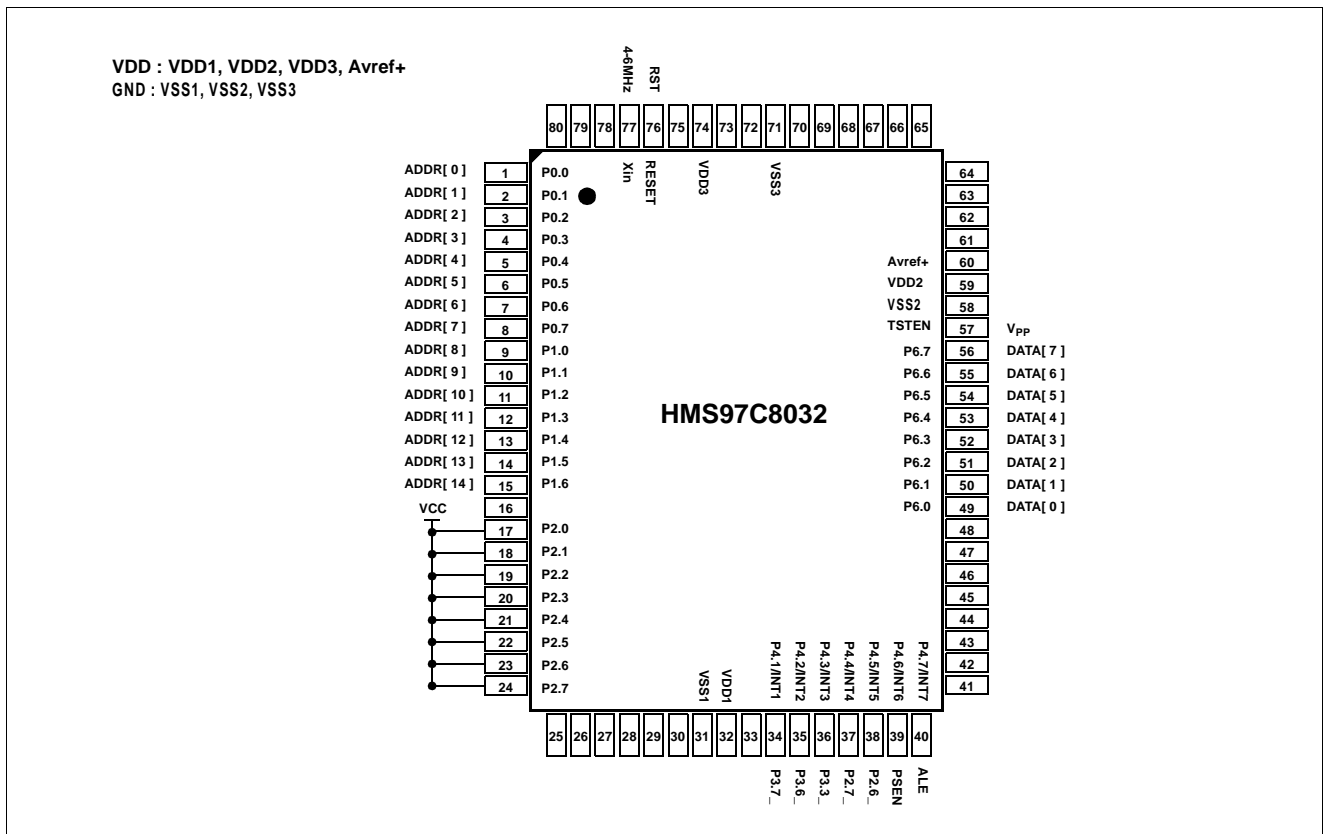 VDD : VDD1, VDD2, VDD3, Avref+
GND : VSS1, VSS2, VSS3
4-6MHz RST
80 79 78 77 76 75 74 73 72 71 70 69 68 67 66 65
Xin RESET VDD3 VSS3
ADDR[ 0 ] 1 P0.0
ADDR[ 1 ] 2 P0.1
ADDR[ 2 ] 3 P0.2
ADDR[ 3 ] 4 P0.3
ADDR[ 4 ] 5 P0.4
ADDR[ 5 ] 6 P0.5
ADDR[ 6 ] 7 P0.6
ADDR[ 7 ] 8 P0.7
ADDR[ 8 ] 9 P1.0
ADDR[ 9 ] 10 P1.1
ADDR[ 10 ] 11 P1.2
ADDR[ 11 ] 12 P1.3
ADDR[ 12 ] 13 P1.4
ADDR[ 13 ] 14 P1.5
ADDR[ 14 ] 15 P1.6
16
VCC
17 P2.0
18 P2.1
19 P2.2
20 P2.3
21 P2.4
22 P2.5
23 P2.6
24 P2.7
HMS97C8032
64
63
62
61
Avref+ 60
VDD2 59
VSS2 58
TSTEN 57 VPP
P6.7 56 DATA[ 7 ]
P6.6 55 DATA[ 6 ]
P6.5 54 DATA[ 5 ]
P6.4 53 DATA[ 4 ]
P6.3 52 DATA[ 3 ]
P6.2 51 DATA[ 2 ]
P6.1 50 DATA[ 1 ]
P6.0 49 DATA[ 0 ]
48
47
46
45
44
43
42
41
VSS1 VDD1 P4.1/INT1 P4.2/INT2 P4.3/INT3 P4.4/INT4 P4.5/INT5 P4.6/INT6 P4.7/INT7
25 26 27 28 29 30 31 32 33 34 35 36 37 38 39 40
P3.7_ P3.6_ P3.3_ P2.7_ P2.6_ PSEN ALE